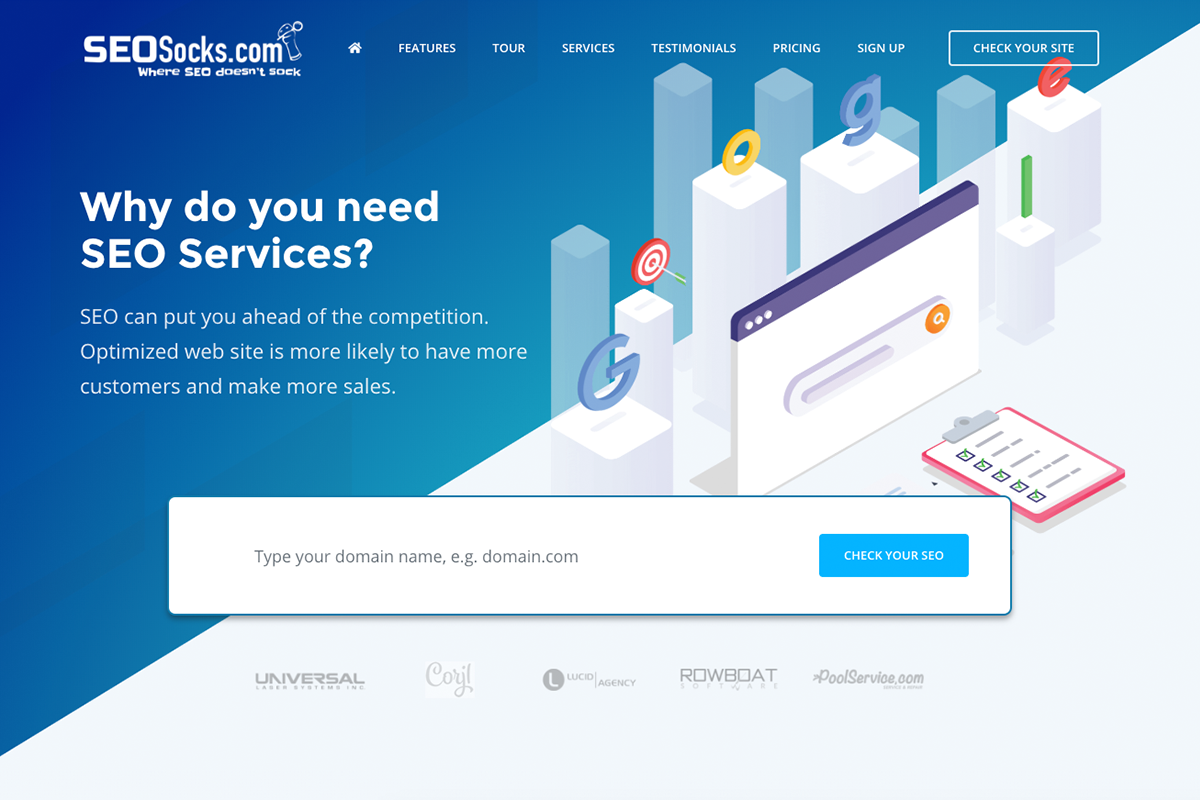 SEOSocks.com
Where SEO doesn't sock
FEATURES
TOUR
SERVICES
TESTIMONIALS
PRICING
SIGN UP
CHECK YOUR SITE
G
o
o
g
l
e
Why do you need
SEO Services?
SEO can put you ahead of the competition.
Optimized web site is more likely to have more
customers and make more sales.
Type your domain name, e.g. domain.com
CHECK YOUR SEO
UNIVERSAL
LASER SYSTEMS INC
Corjl
L LUCID AGENCY
ROWBOAT
SOFTWARE
PoolService.com
SERVICE & REPAIR